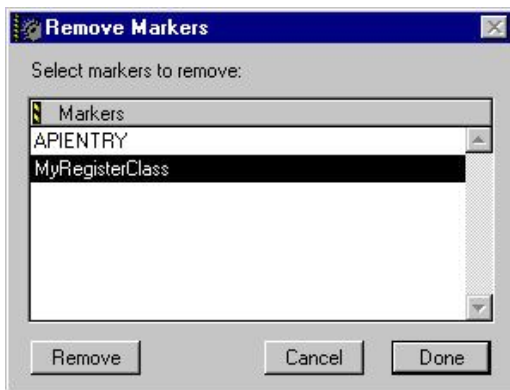 Remove Markers
Select markers to remove:
Markers
APIENTRY
MyRegisterClass
Remove Cancel Done